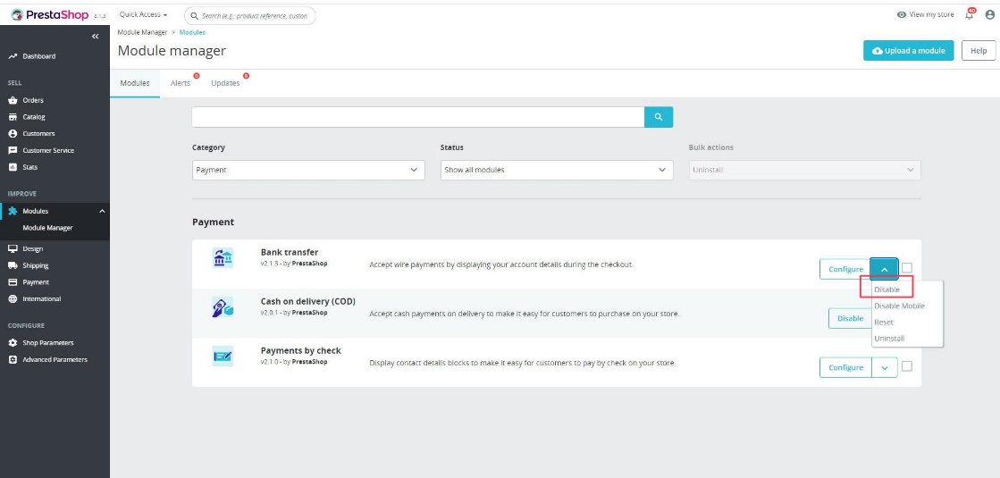 PrestaShop 8.1.3
Quick Access
Search (e.g.: product reference, custon
View my store
40
Module Manager > Modules
Module manager
Upload a module
Help
Dashboard
SELL
Orders
Catalog
Customers
Customer Service
Stats
IMPROVE
Modules
Module Manager
Design
Shipping
Payment
International
CONFIGURE
Shop Parameters
Advanced Parameters
Modules
Alerts
Updates
Category
Status
Bulk actions
Payment
Show all modules
Uninstall
Payment
Bank transfer
v2.1.3 - by PrestaShop
Accept wire payments by displaying your account details during the checkout.
Configure
Disable
Disable Mobile
Reset
Uninstall
Cash on delivery (COD)
v2.0.1 - by PrestaShop
Accept cash payments on delivery to make it easy for customers to purchase on your store.
Disable
Payments by check
v2.1.0 - by PrestaShop
Display contact details blocks to make it easy for customers to pay by check on your store.
Configure